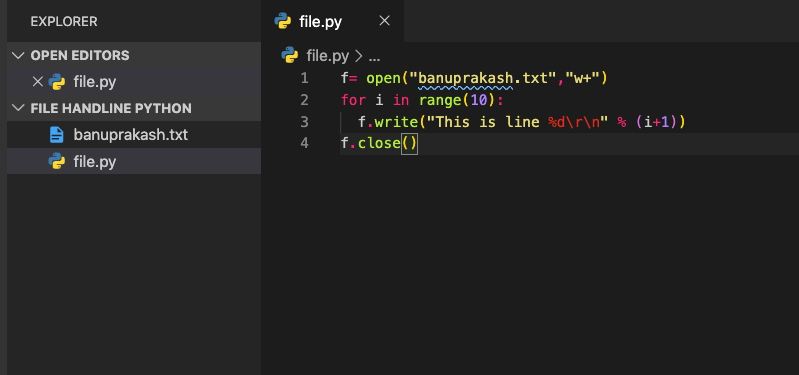 EXPLORER
OPEN EDITORS
file.py
FILE HANDLINE PYTHON
banuprakash.txt
file.py
file.py
file.py > ...
1 f= open("banuprakash.txt","w+")
2 for i in range(10):
3 f.write("This is line %d\r\n" % (i+1))
4 f.close()